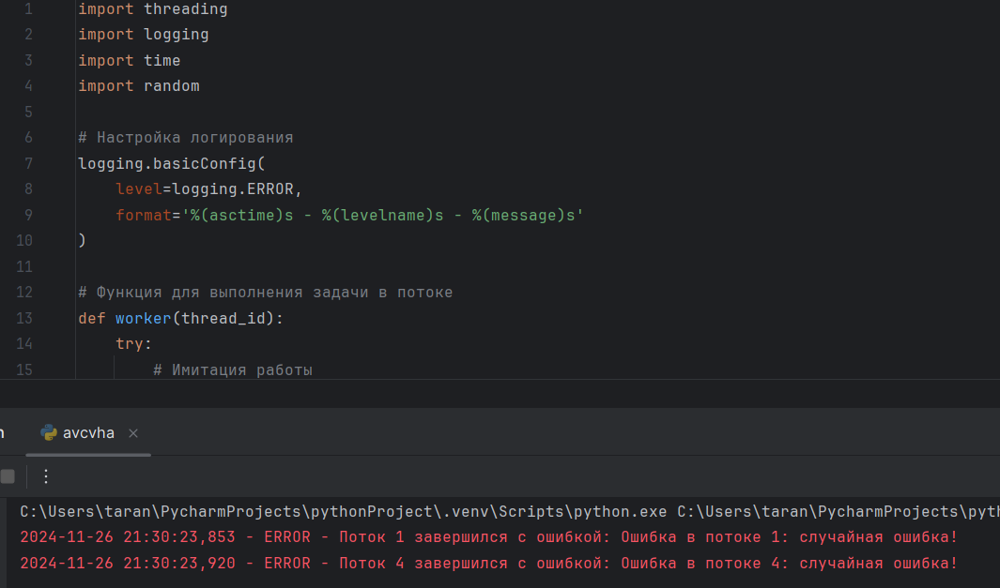 1 import threading
2 import logging
3 import time
4 import random
5
6 # Настройка логирования
7 logging.basicConfig(
8     level=logging.ERROR,
9     format='%(asctime)s - %(levelname)s - %(message)s'
10 )
11
12 # Функция для выполнения задачи в потоке
13 def worker(thread_id):
14     try:
15         # Имитация работы
avcvha
C:\Users\taran\PycharmProjects\pythonProject\.venv\Scripts\python.exe C:\Users\taran\PycharmProjects\pyth
2024-11-26 21:30:23,853 - ERROR - Поток 1 завершился с ошибкой: Ошибка в потоке 1: случайная ошибка!
2024-11-26 21:30:23,920 - ERROR - Поток 4 завершился с ошибкой: Ошибка в потоке 4: случайная ошибка!